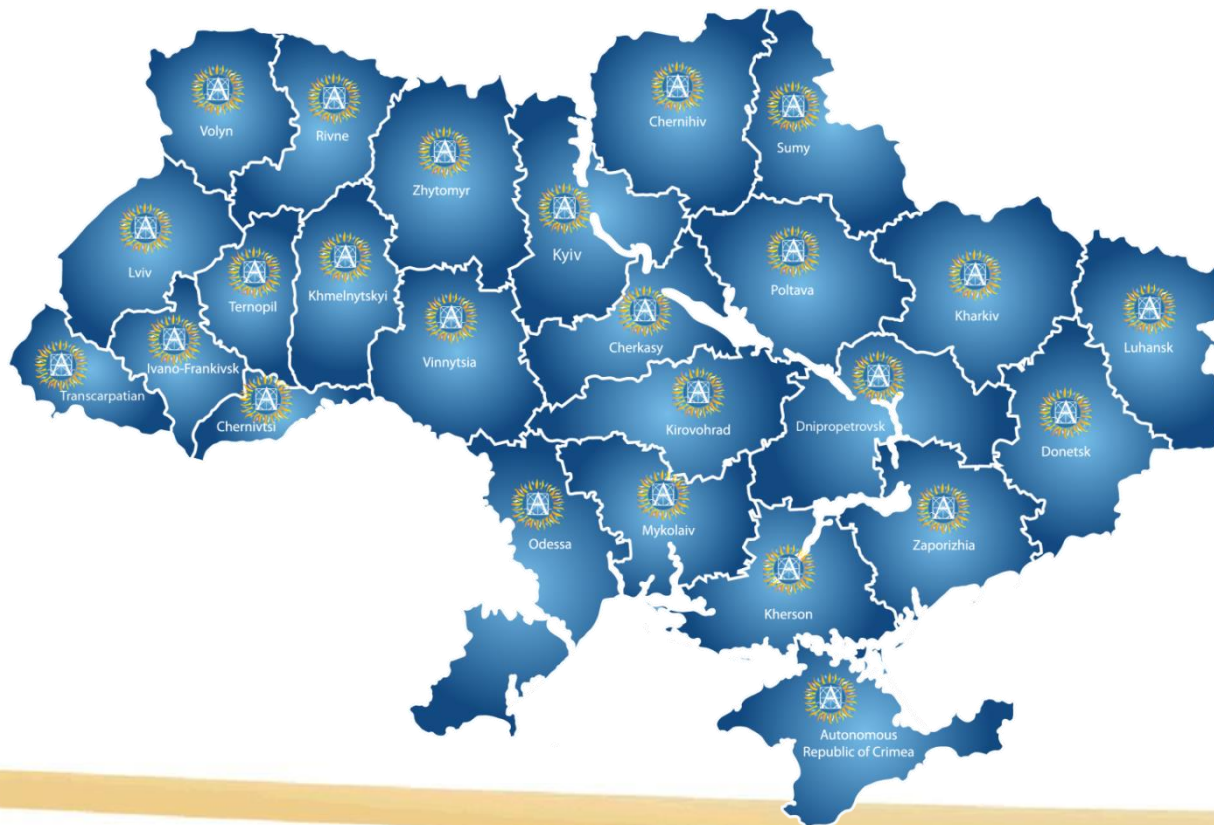 Volyn
Rivne
Chernihiv
Sumy
Zhytomyr
Lviv
Ternopil
Khmelnytskyi
Kyiv
Poltava
Kharkiv
Luhansk
Cherkasy
Vinnytsia
Ivano-Frankivsk
Transcarpatian
Chernivtsi
Kirovohrad
Dnipropetrovsk
Donetsk
Odessa
Mykolaiv
Zaporizhia
Kherson
Autonomous
Republic of Crimea